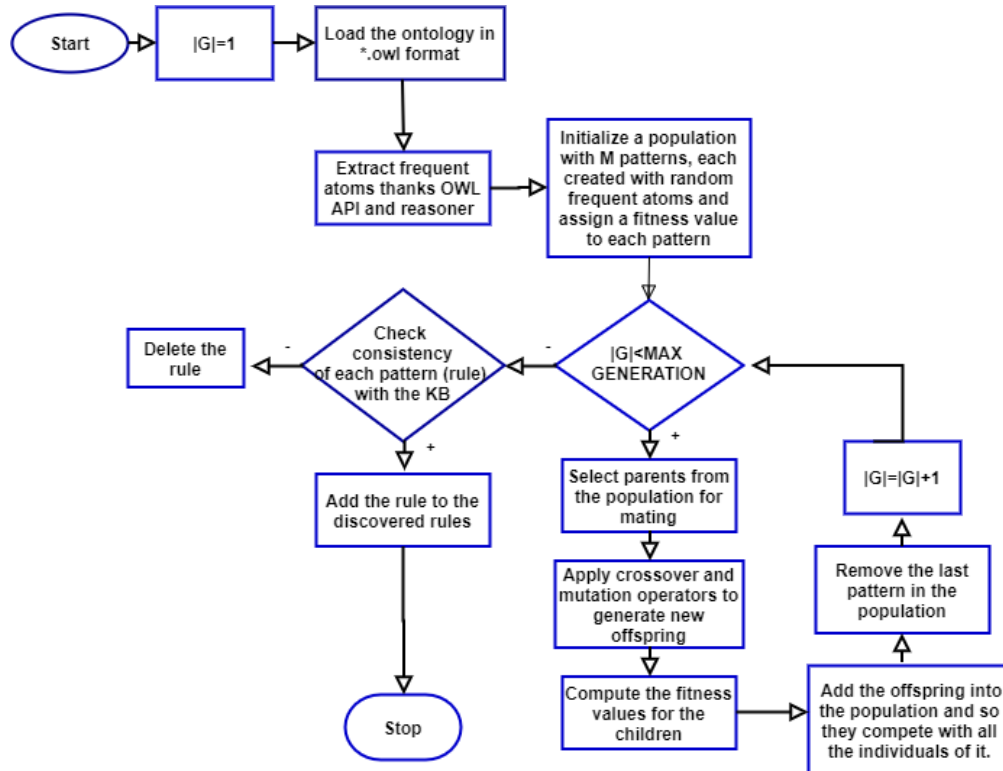 Start
|G|=1
Load the ontology in
*.owl format
Extract frequent
atoms thanks OWL
API and reasoner
Initialize a population
with M patterns, each
created with random
frequent atoms and
assign a fitness value
to each pattern
|G|<MAX
GENERATION
-
Check
consistency
of each pattern (rule)
with the KB
-
Delete the
rule
+
Add the rule to the
discovered rules
Stop
+
Select parents from
the population for
mating
Apply crossover and
mutation operators to
generate new
offspring
Compute the fitness
values for the
children
Add the offspring into
the population and so
they compete with all
the individuals of it.
Remove the last
pattern in the
population
|G|=|G|+1